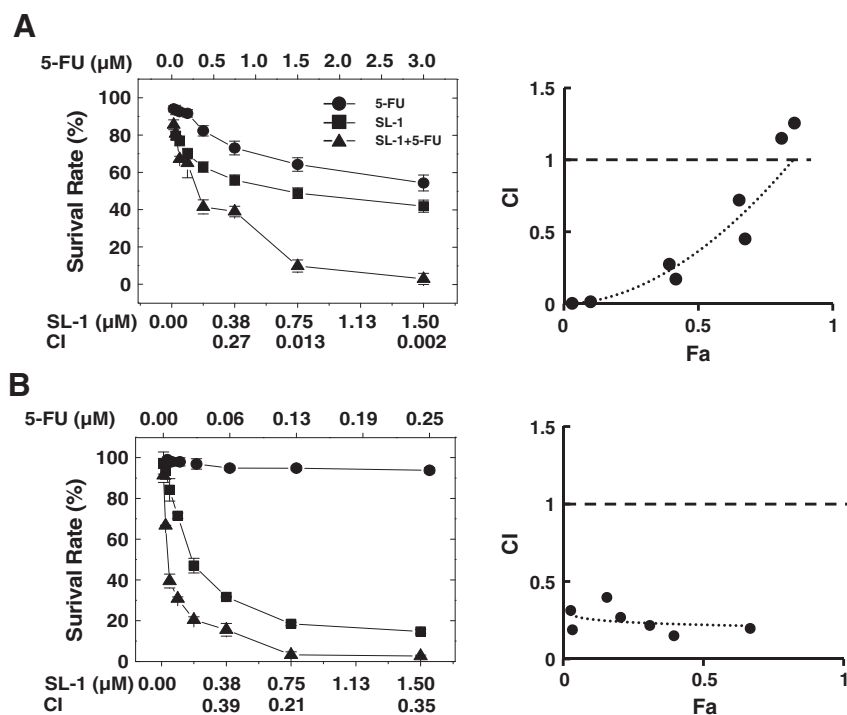 A
5-FU (µM) 0.0 0.5 1.0 1.5 2.0 2.5 3.0
Surival Rate (%)
100
80
60
40
20
0
5-FU
SL-1
SL-1+5-FU
SL-1 (µM) 0.00 0.38 0.75 1.13 1.50
CI 0.27 0.013 0.002
CI
1.5
1
0.5
0
0 0.5 1
Fa
B
5-FU (µM) 0.00 0.06 0.13 0.19 0.25
Surival Rate (%)
100
80
60
40
20
0
SL-1 (µM) 0.00 0.38 0.75 1.13 1.50
CI 0.39 0.21 0.35
CI
1.5
1
0.5
0
0 0.5 1
Fa